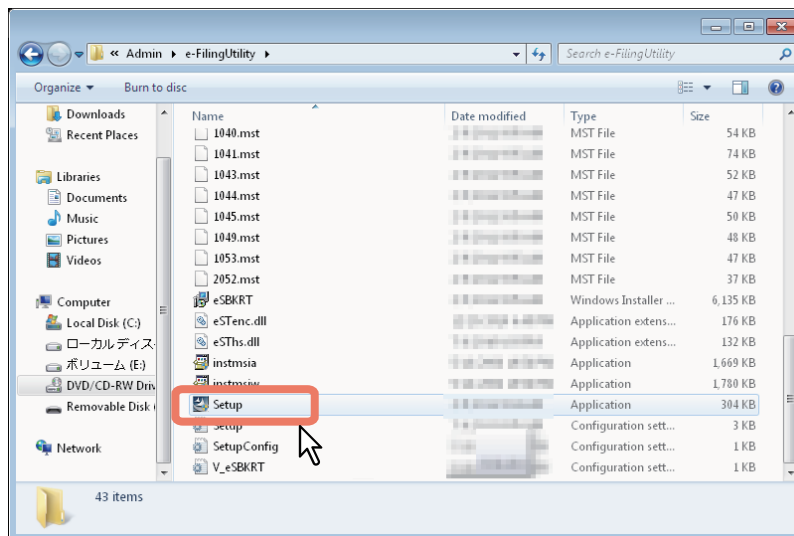 « Admin ▸ e-FilingUtility ▸ Search e-FilingUtility
Organize Burn to disc
Downloads
Recent Places
Libraries
Documents
Music
Pictures
Videos
Computer
Local Disk (C:)
ローカル ディス
ボリューム (E:)
DVD/CD-RW Driv
Removable Disk (
Network
Name Date modified Type Size
1040.mst MST File 54 KB
1041.mst MST File 74 KB
1043.mst MST File 52 KB
1044.mst MST File 47 KB
1045.mst MST File 50 KB
1049.mst MST File 48 KB
1053.mst MST File 47 KB
2052.mst MST File 37 KB
eSBKRT Windows Installer ... 6,135 KB
eSTenc.dll Application extens... 176 KB
eSThs.dll Application extens... 132 KB
instmsia Application 1,669 KB
instmsiw Application 1,780 KB
Setup Application 304 KB
Setup Configuration sett... 3 KB
SetupConfig Configuration sett... 1 KB
V_eSBKRT Configuration sett... 1 KB
43 items